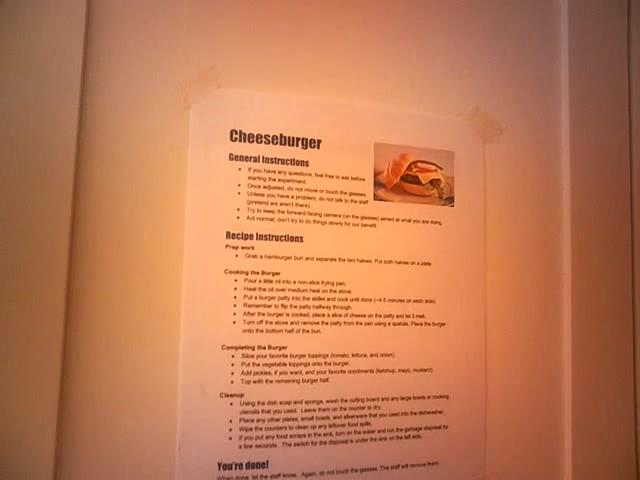 Cheeseburger
General Instructions
• If you have any questions, feel free to ask before
starting the experiment.
• Once adjusted, do not move or touch the glasses.
• Unless you have a problem, do not talk to the staff
(pretend we aren't there).
• Try to keep the forward-facing camera (on the glasses) aimed at what you are doing.
• Act normal, don't try to do things slowly for our benefit.
Recipe Instructions
Prep work
• Grab a hamburger bun and separate the two halves. Put both halves on a plate.
Cooking the Burger
• Pour a little oil into a non-stick frying pan.
• Heat the oil over medium heat on the stove.
• Put a burger patty into the skillet and cook until done (~4-5 minutes on each side).
• Remember to flip the patty halfway through.
• After the burger is cooked, place a slice of cheese on the patty and let it melt.
• Turn off the stove and remove the patty from the pan using a spatula. Place the burger
onto the bottom half of the bun.
Completing the Burger
• Slice your favorite burger toppings (tomato, lettuce, and onion).
• Put the vegetable toppings onto the burger.
• Add pickles, if you want, and your favorite condiments (ketchup, mayo, mustard).
• Top with the remaining burger half.
Cleanup
• Using the dish soap and sponge, wash the cutting board and any large bowls or cooking
utensils that you used. Leave them on the counter to dry.
• Place any other plates, small bowls, and silverware that you used into the dishwasher.
• Wipe the counters to clean up any leftover food spills.
• If you put any food scraps in the sink, turn on the water and run the garbage disposal for
a few seconds. The switch for the disposal is under the sink on the left side.
You're done!
When done, let the staff know. Again, do not touch the glasses. The staff will remove them.